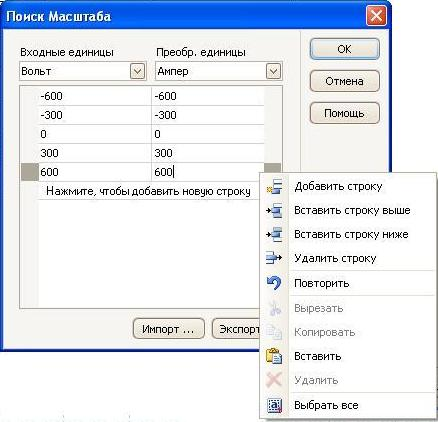 Поиск Масштаба
Входные единицы
Преобр. единицы
OK
Вольт
Ампер
Отмена
-600 -600
-300 -300
Помощь
0 0
300 300
600 600
Нажмите, чтобы добавить новую строку
Добавить строку
Вставить строку выше
Вставить строку ниже
Удалить строку
Повторить
Вырезать
Копировать
Вставить
Удалить
Выбрать все
Импорт ...
Экспорт